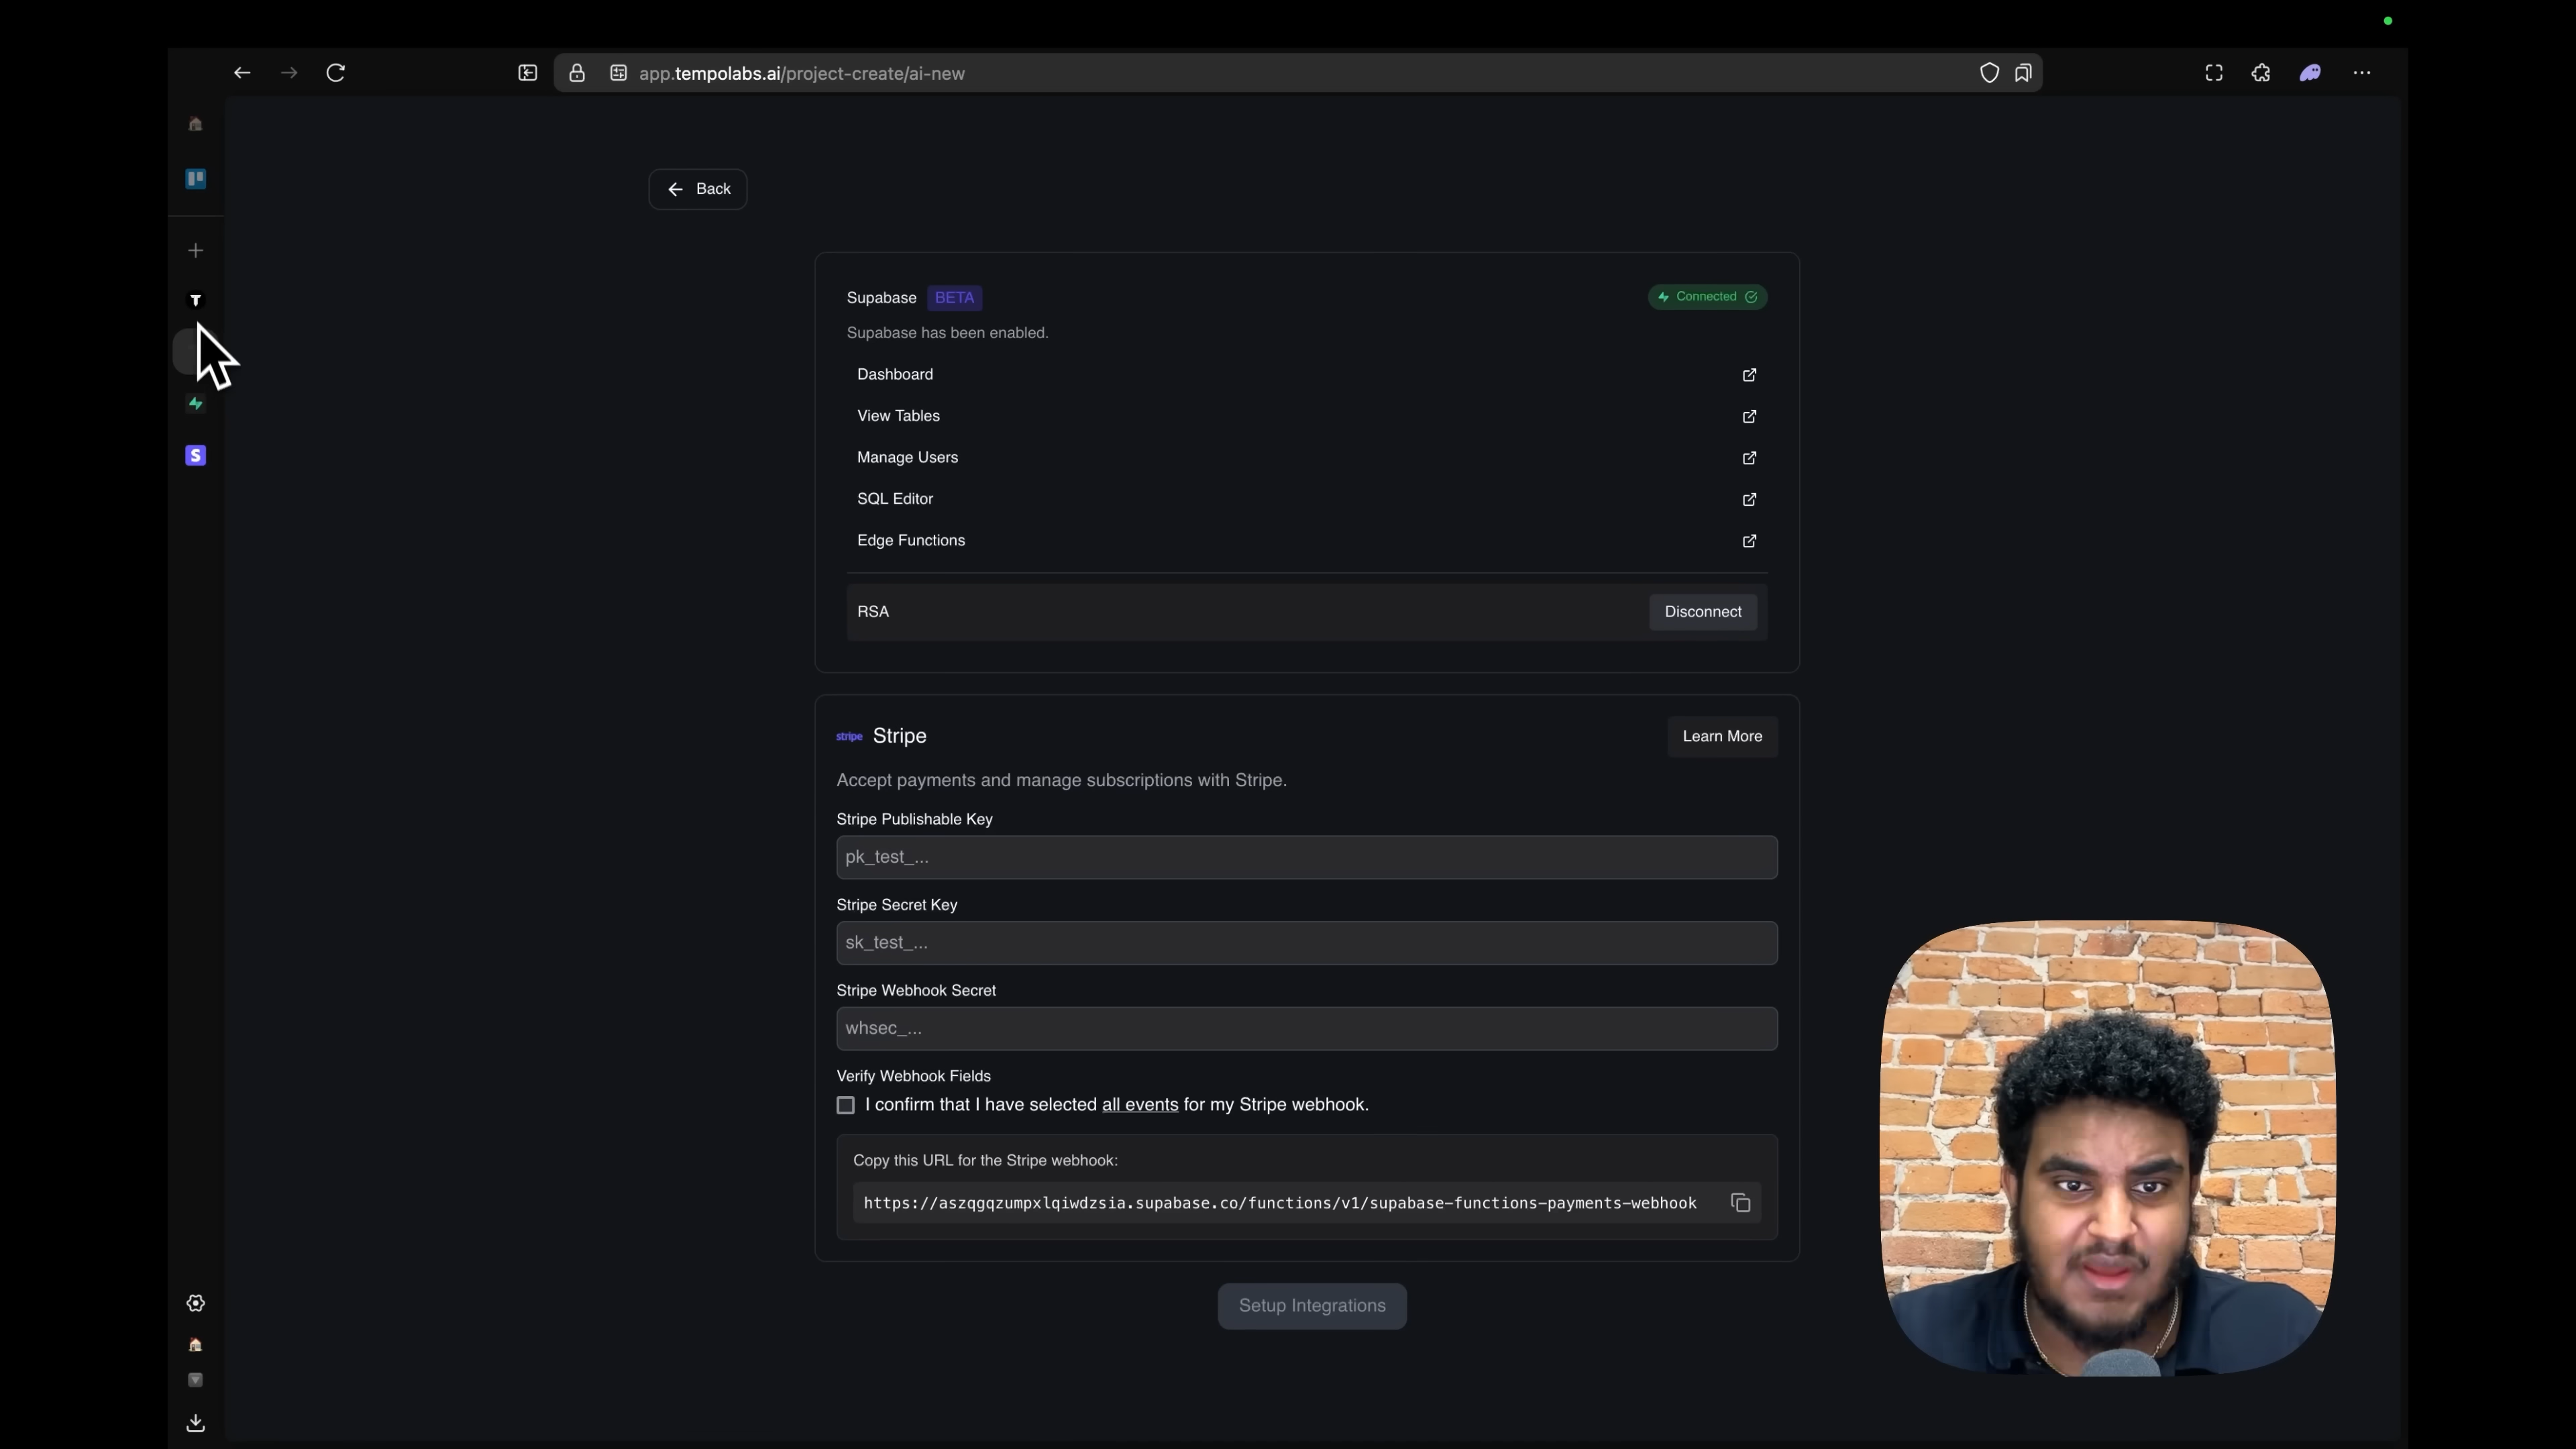 app.tempolabs.ai/project-create/ai-new
Back
Supabase BETA
Connected
Supabase has been enabled.
Dashboard
View Tables
Manage Users
SQL Editor
Edge Functions
RSA
Disconnect
stripe Stripe
Learn More
Accept payments and manage subscriptions with Stripe.
Stripe Publishable Key
pk_test_...
Stripe Secret Key
sk_test_...
Stripe Webhook Secret
whsec_...
Verify Webhook Fields
I confirm that I have selected all events for my Stripe webhook.
Copy this URL for the Stripe webhook:
https://aszqgqzumpxlqiwdzsia.supabase.co/functions/v1/supabase-functions-payments-webhook
Setup Integrations
T
S